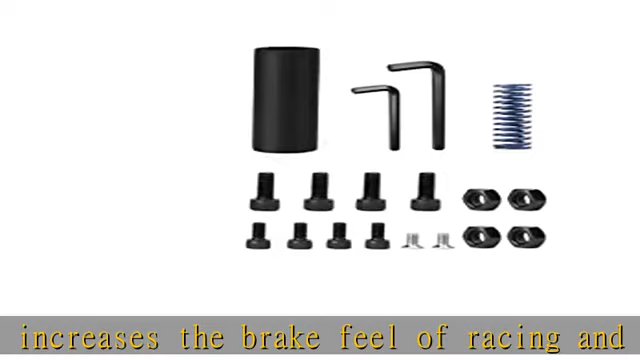 increases the brake feel of racing and